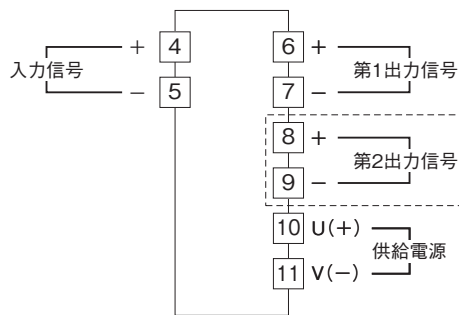 入力信号
+ 4
− 5
6 +
7 −
第1出力信号
8 +
9 −
第2出力信号
10 U(+)
11 V(−)
供給電源